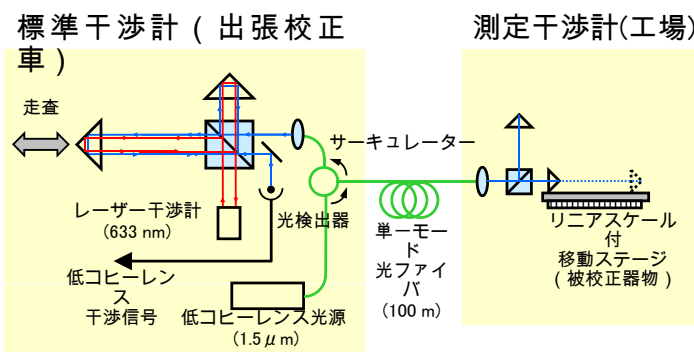 標準干渉計（出張校正
車）
測定干渉計(工場)
走査
サーキュレーター
レーザー干渉計
(633 nm)
光検出器
低コヒーレン
ス
干渉信号
低コヒーレンス光源
(1.5μm)
単一モー
ド
光ファイ
バ
(100 m)
リニアスケール
付
移動ステージ
（被校正器物）